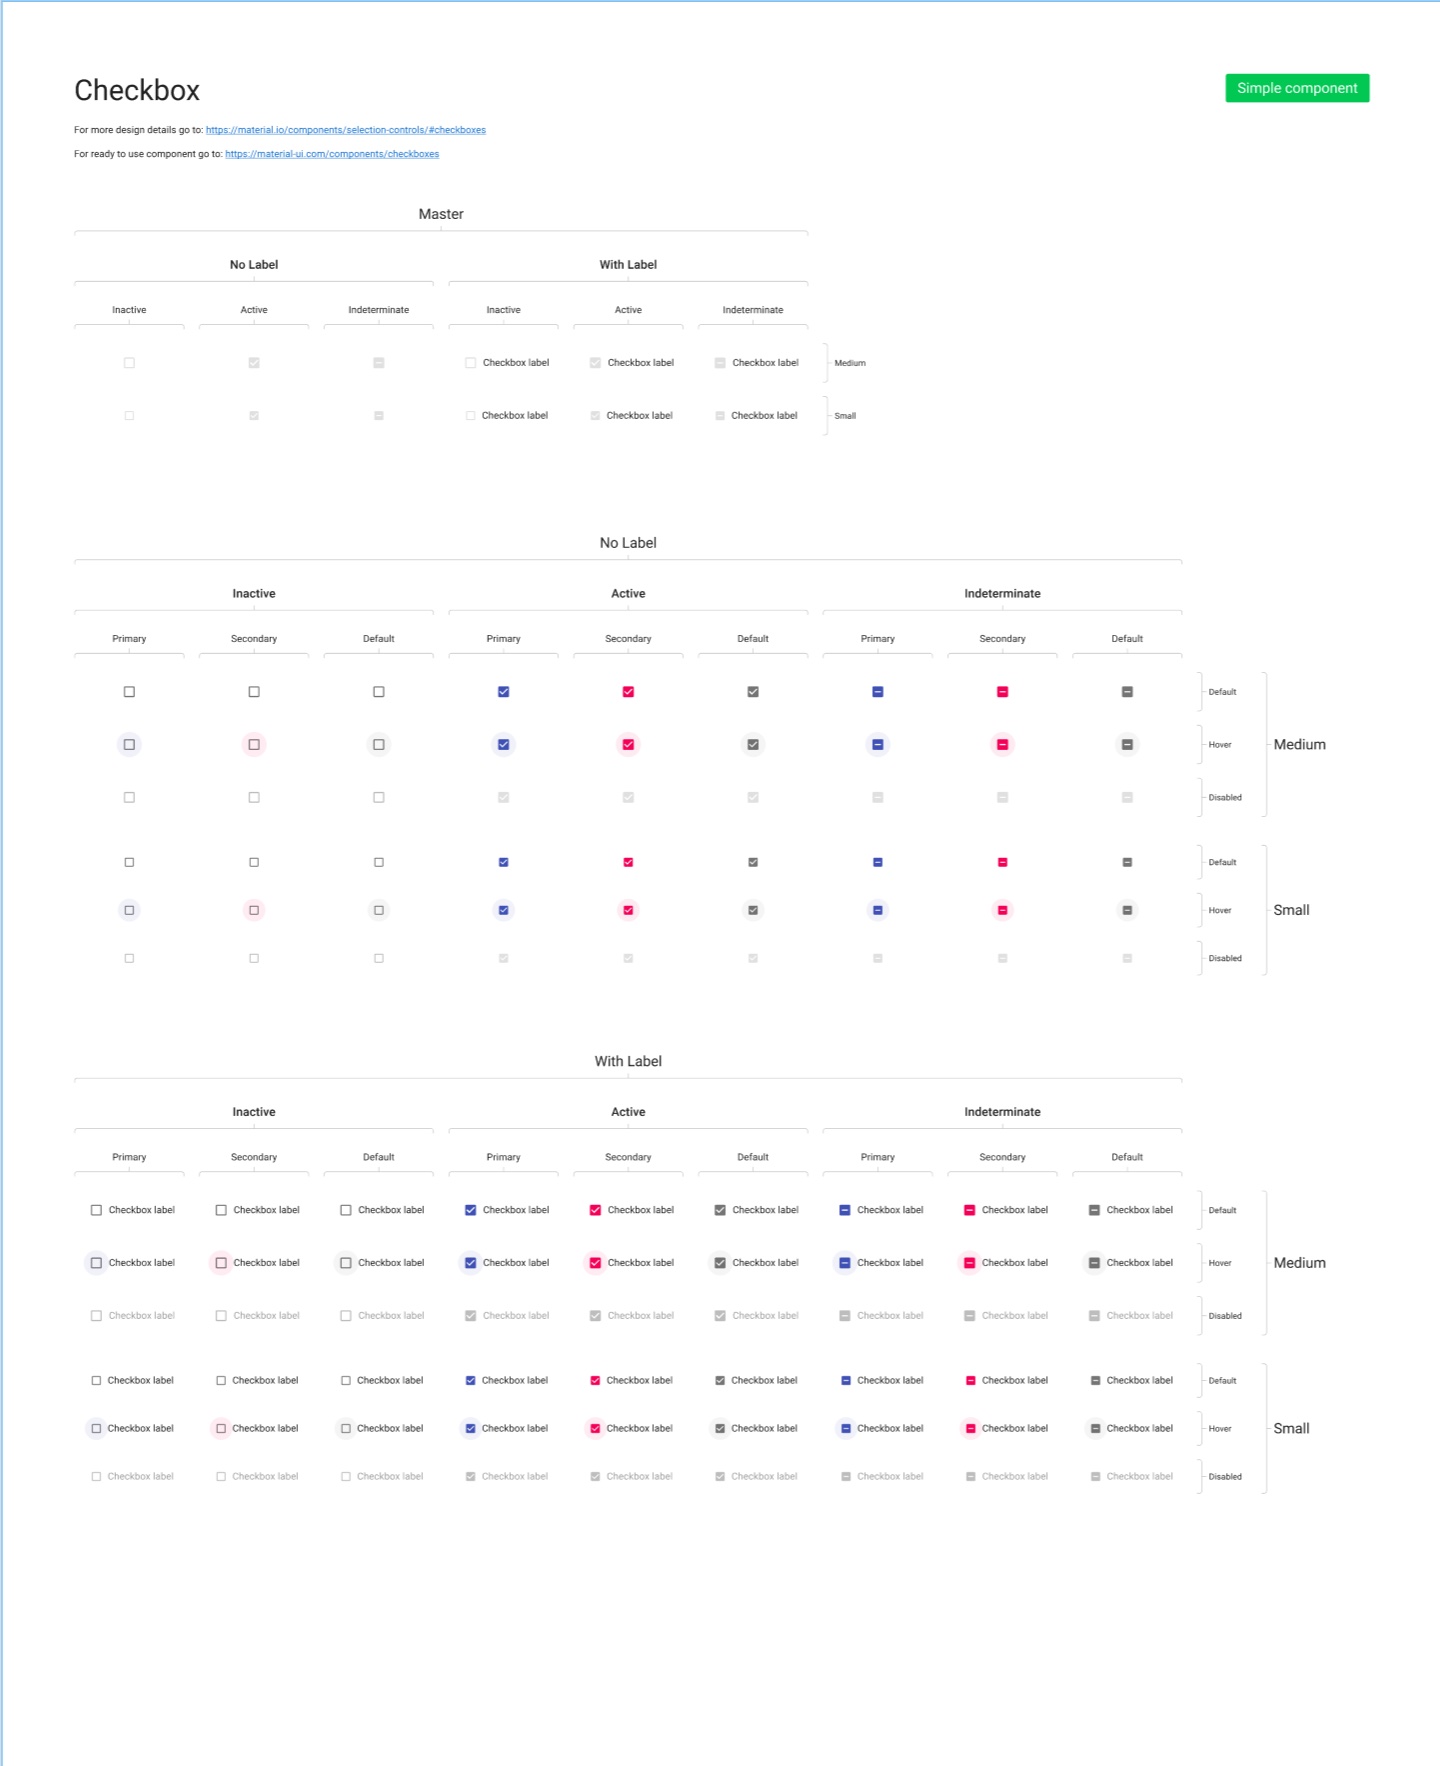 Checkbox
Simple component
For more design details go to: https://material.io/components/selection-controls/#checkboxes
For ready to use component go to: https://material-ui.com/components/checkboxes
Master
No Label With Label
Inactive Active Indeterminate Inactive Active Indeterminate
Checkbox label Checkbox label Checkbox label Medium
Checkbox label Checkbox label Checkbox label Small
No Label
Inactive Active Indeterminate
Primary Secondary Default Primary Secondary Default Primary Secondary Default
Default
Hover Medium
Disabled
Default
Hover Small
Disabled
With Label
Inactive Active Indeterminate
Primary Secondary Default Primary Secondary Default Primary Secondary Default
Checkbox label Checkbox label Checkbox label Checkbox label Checkbox label Checkbox label Checkbox label Checkbox label Checkbox label Default
Checkbox label Checkbox label Checkbox label Checkbox label Checkbox label Checkbox label Checkbox label Checkbox label Checkbox label Hover Medium
Checkbox label Checkbox label Checkbox label Checkbox label Checkbox label Checkbox label Checkbox label Checkbox label Checkbox label Disabled
Checkbox label Checkbox label Checkbox label Checkbox label Checkbox label Checkbox label Checkbox label Checkbox label Checkbox label Default
Checkbox label Checkbox label Checkbox label Checkbox label Checkbox label Checkbox label Checkbox label Checkbox label Checkbox label Hover Small
Checkbox label Checkbox label Checkbox label Checkbox label Checkbox label Checkbox label Checkbox label Checkbox label Checkbox label Disabled